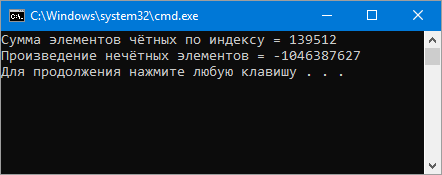 C:\Windows\system32\cmd.exe
Сумма элементов чётных по индексу = 139512
Произведение нечётных элементов = -1046387627
Для продолжения нажмите любую клавишу . . .